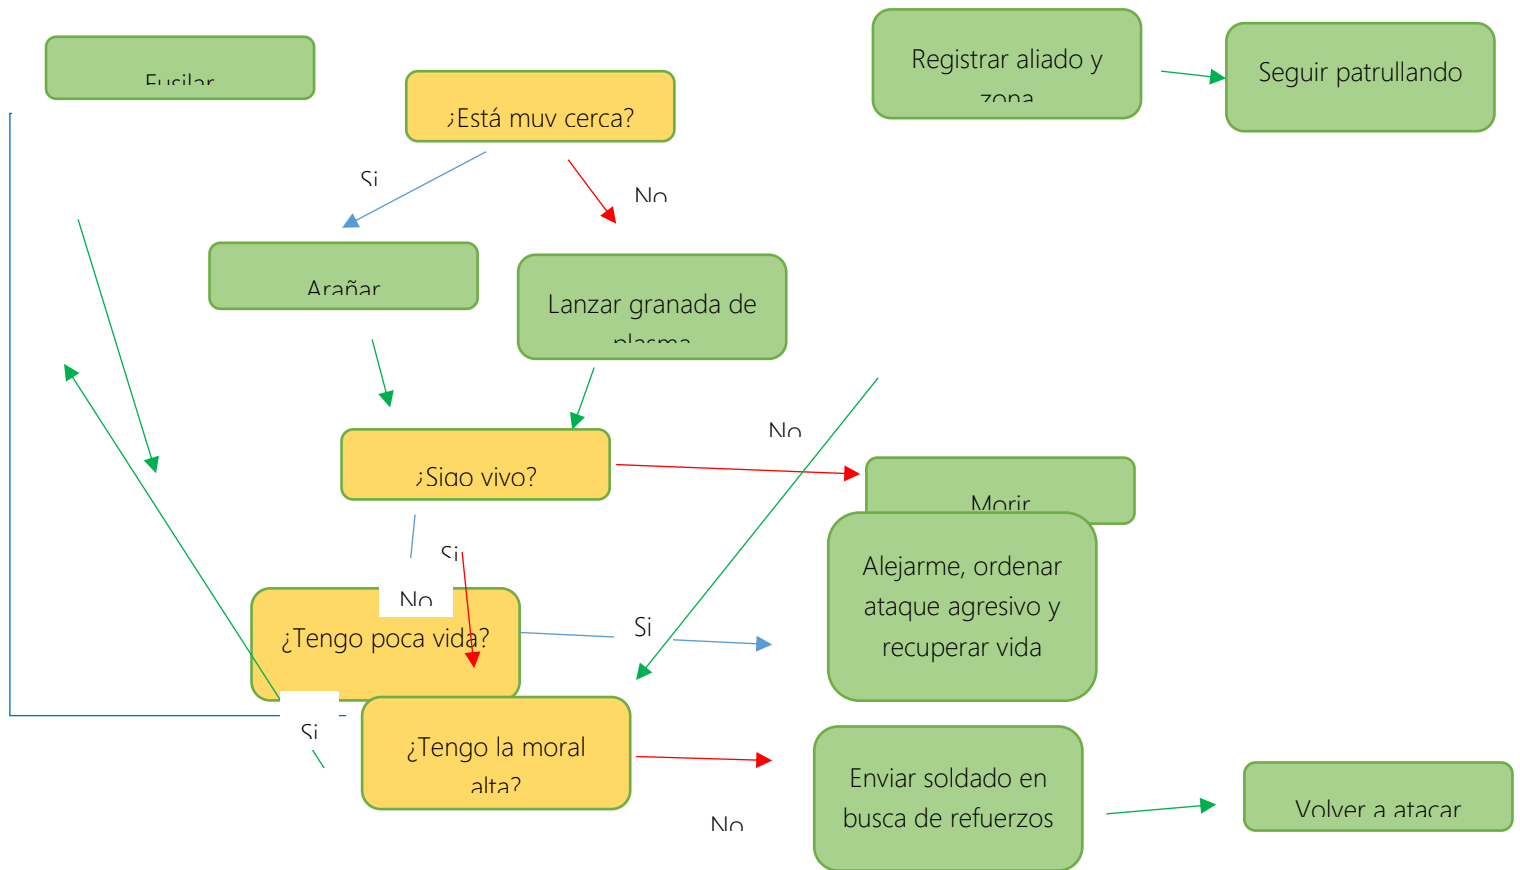 Fusilar
¿Está muy cerca?
Registrar aliado y
zona
Seguir patrullando
Si
No
Arañar
Lanzar granada de
plasma
¿Sigo vivo?
No
Morir
Si
No
¿Tengo poca vida?
Si
Alejarme, ordenar
ataque agresivo y
recuperar vida
Si
¿Tengo la moral
alta?
No
Enviar soldado en
busca de refuerzos
Volver a atacar